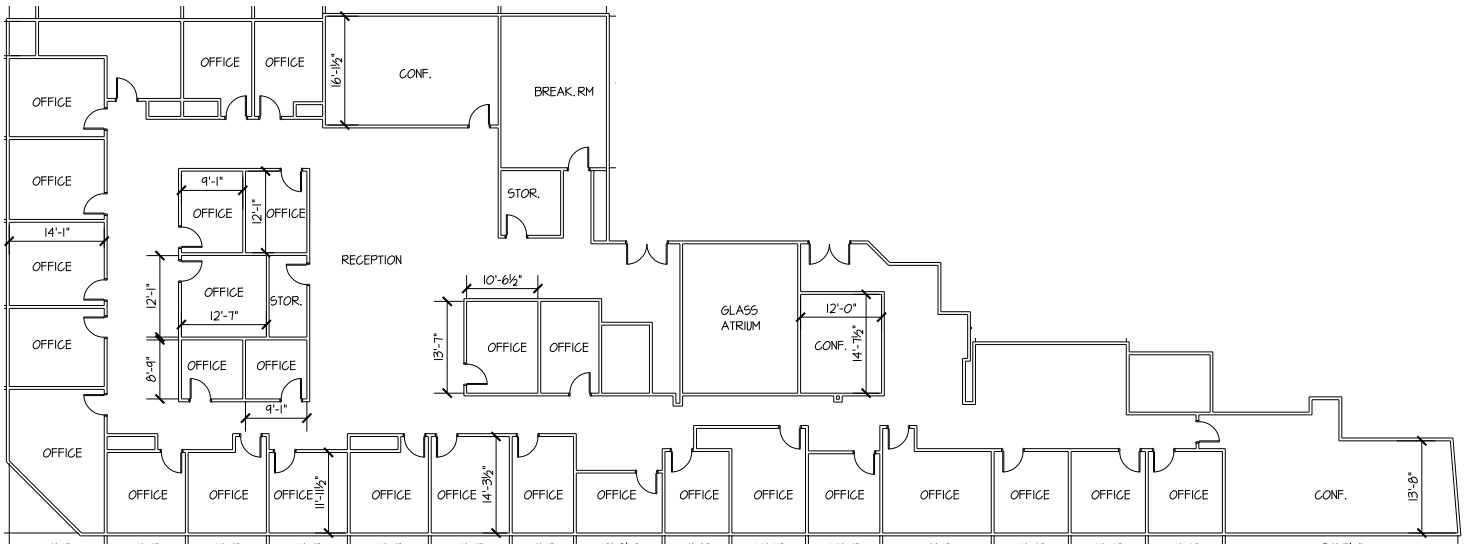 OFFICE
OFFICE
CONF.
16'-1½"
BREAK. RM
OFFICE
OFFICE
9'-1"
STOR.
12'-1"
OFFICE
OFFICE
14'-1"
RECEPTION
OFFICE
10'-6½"
12'-1"
OFFICE
STOR.
12'-7"
GLASS
ATRIUM
12'-0"
OFFICE
13'-7"
OFFICE
OFFICE
CONF.
14'-7½"
8'-9"
OFFICE
OFFICE
9'-1"
OFFICE
OFFICE
OFFICE
OFFICE
11'-11½"
OFFICE
OFFICE
14'-3½"
OFFICE
OFFICE
OFFICE
OFFICE
OFFICE
OFFICE
OFFICE
OFFICE
OFFICE
CONF.
13'-8"